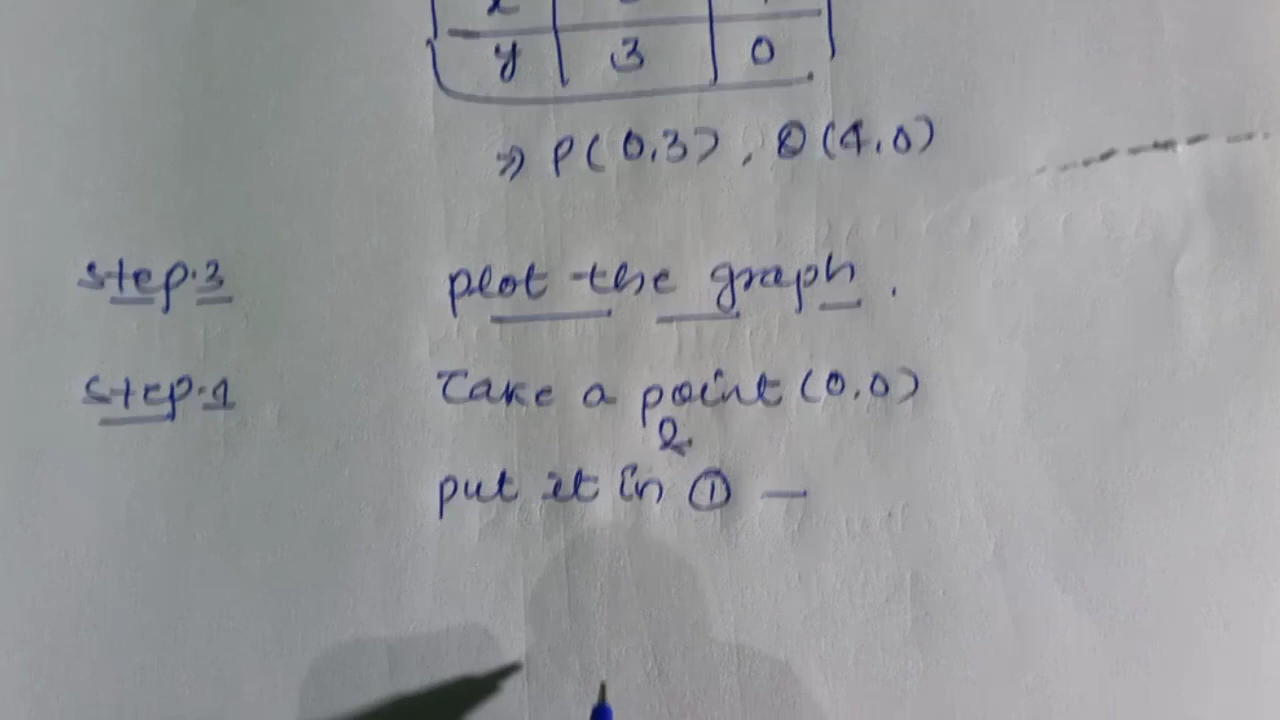 y 3 0
⇒ P(0,3), Q(4,0)
Step.3 plot the graph.
Step.4 Take a point (0,0)
&
put it in ① —